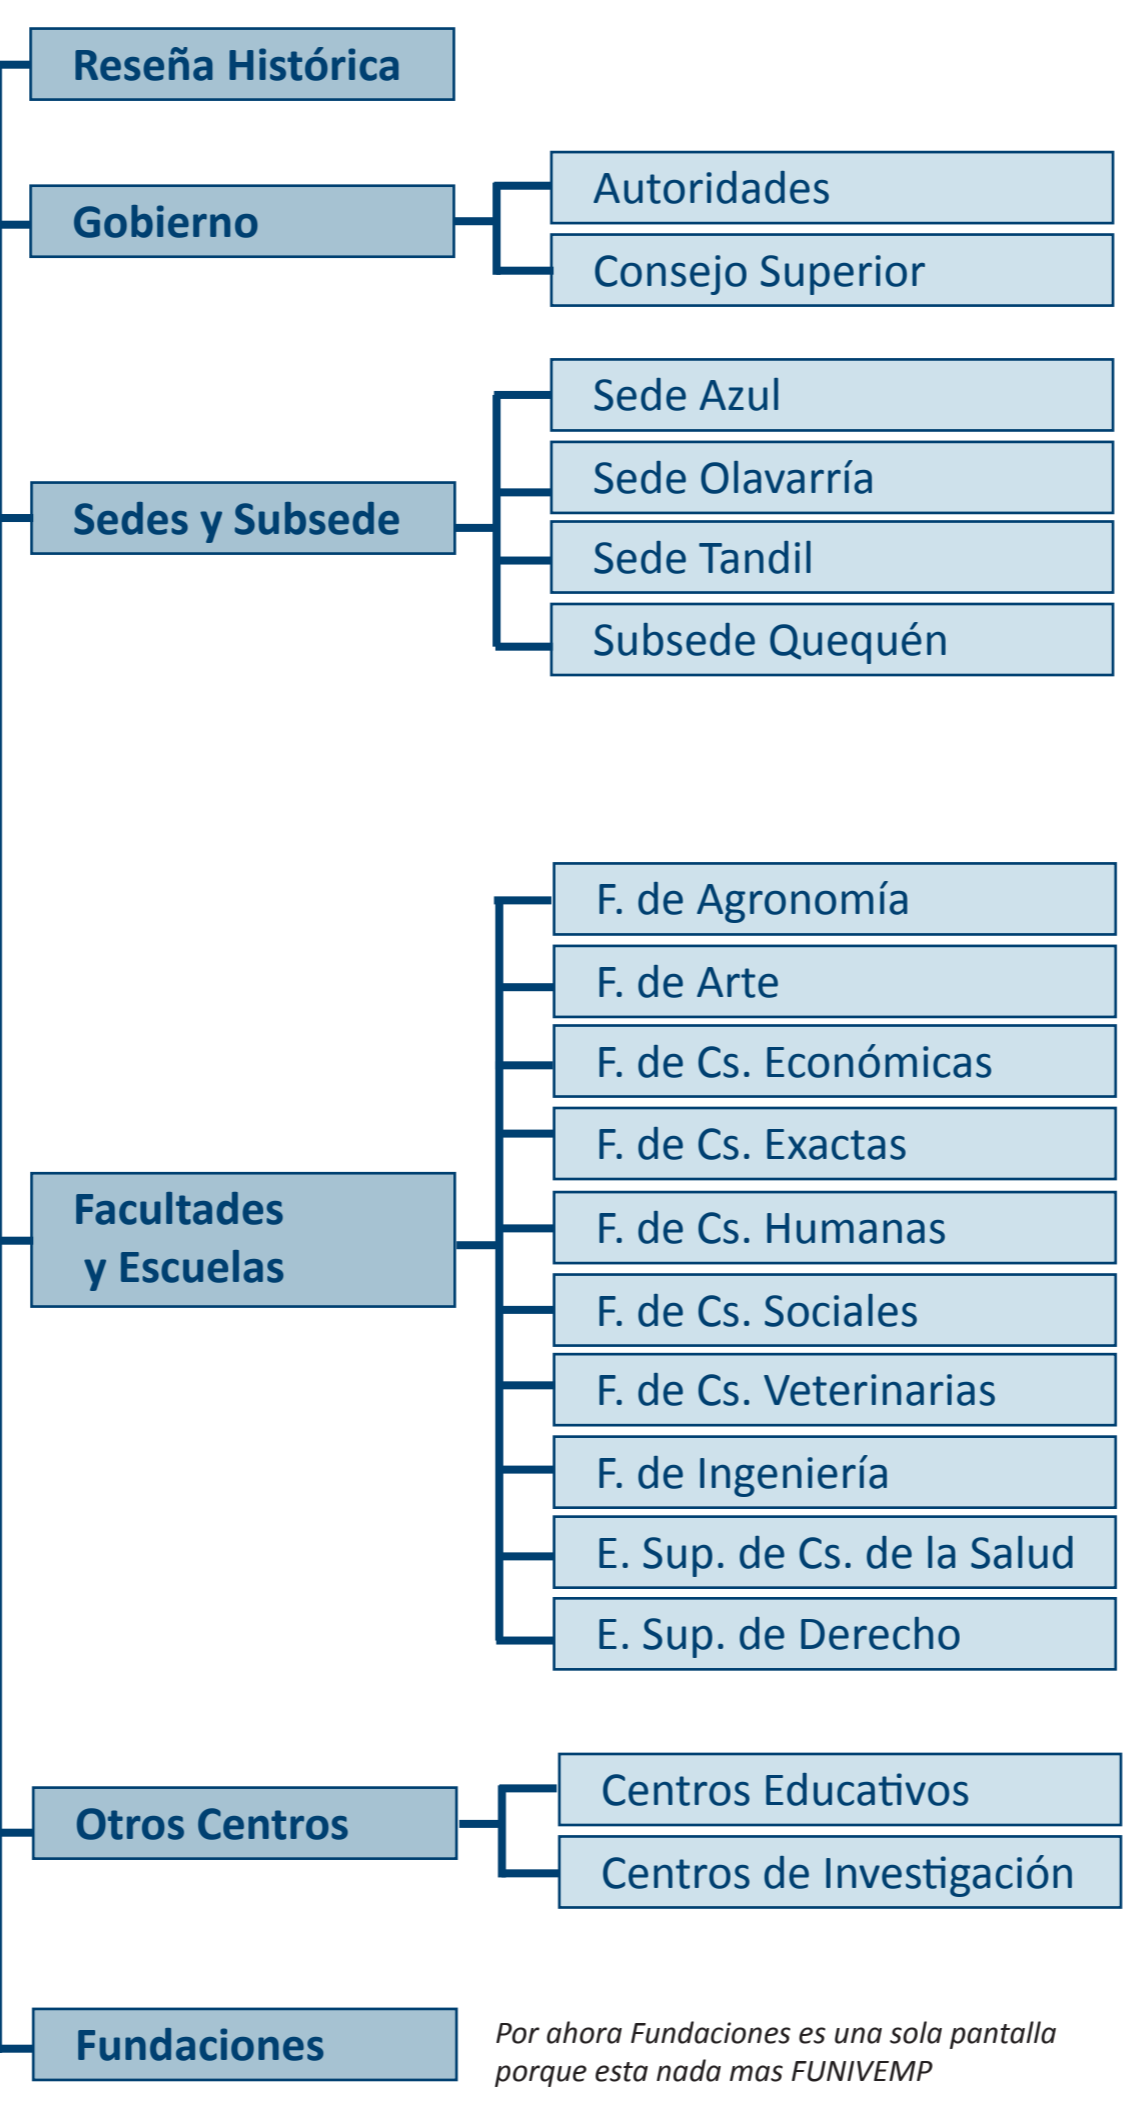 Reseña Histórica
Gobierno
Autoridades
Consejo Superior
Sedes y Subsede
Sede Azul
Sede Olavarría
Sede Tandil
Subsede Quequén
Facultades
y Escuelas
F. de Agronomía
F. de Arte
F. de Cs. Económicas
F. de Cs. Exactas
F. de Cs. Humanas
F. de Cs. Sociales
F. de Cs. Veterinarias
F. de Ingeniería
E. Sup. de Cs. de la Salud
E. Sup. de Derecho
Otros Centros
Centros Educativos
Centros de Investigación
Fundaciones
Por ahora Fundaciones es una sola pantalla
porque esta nada mas FUNIVEMP